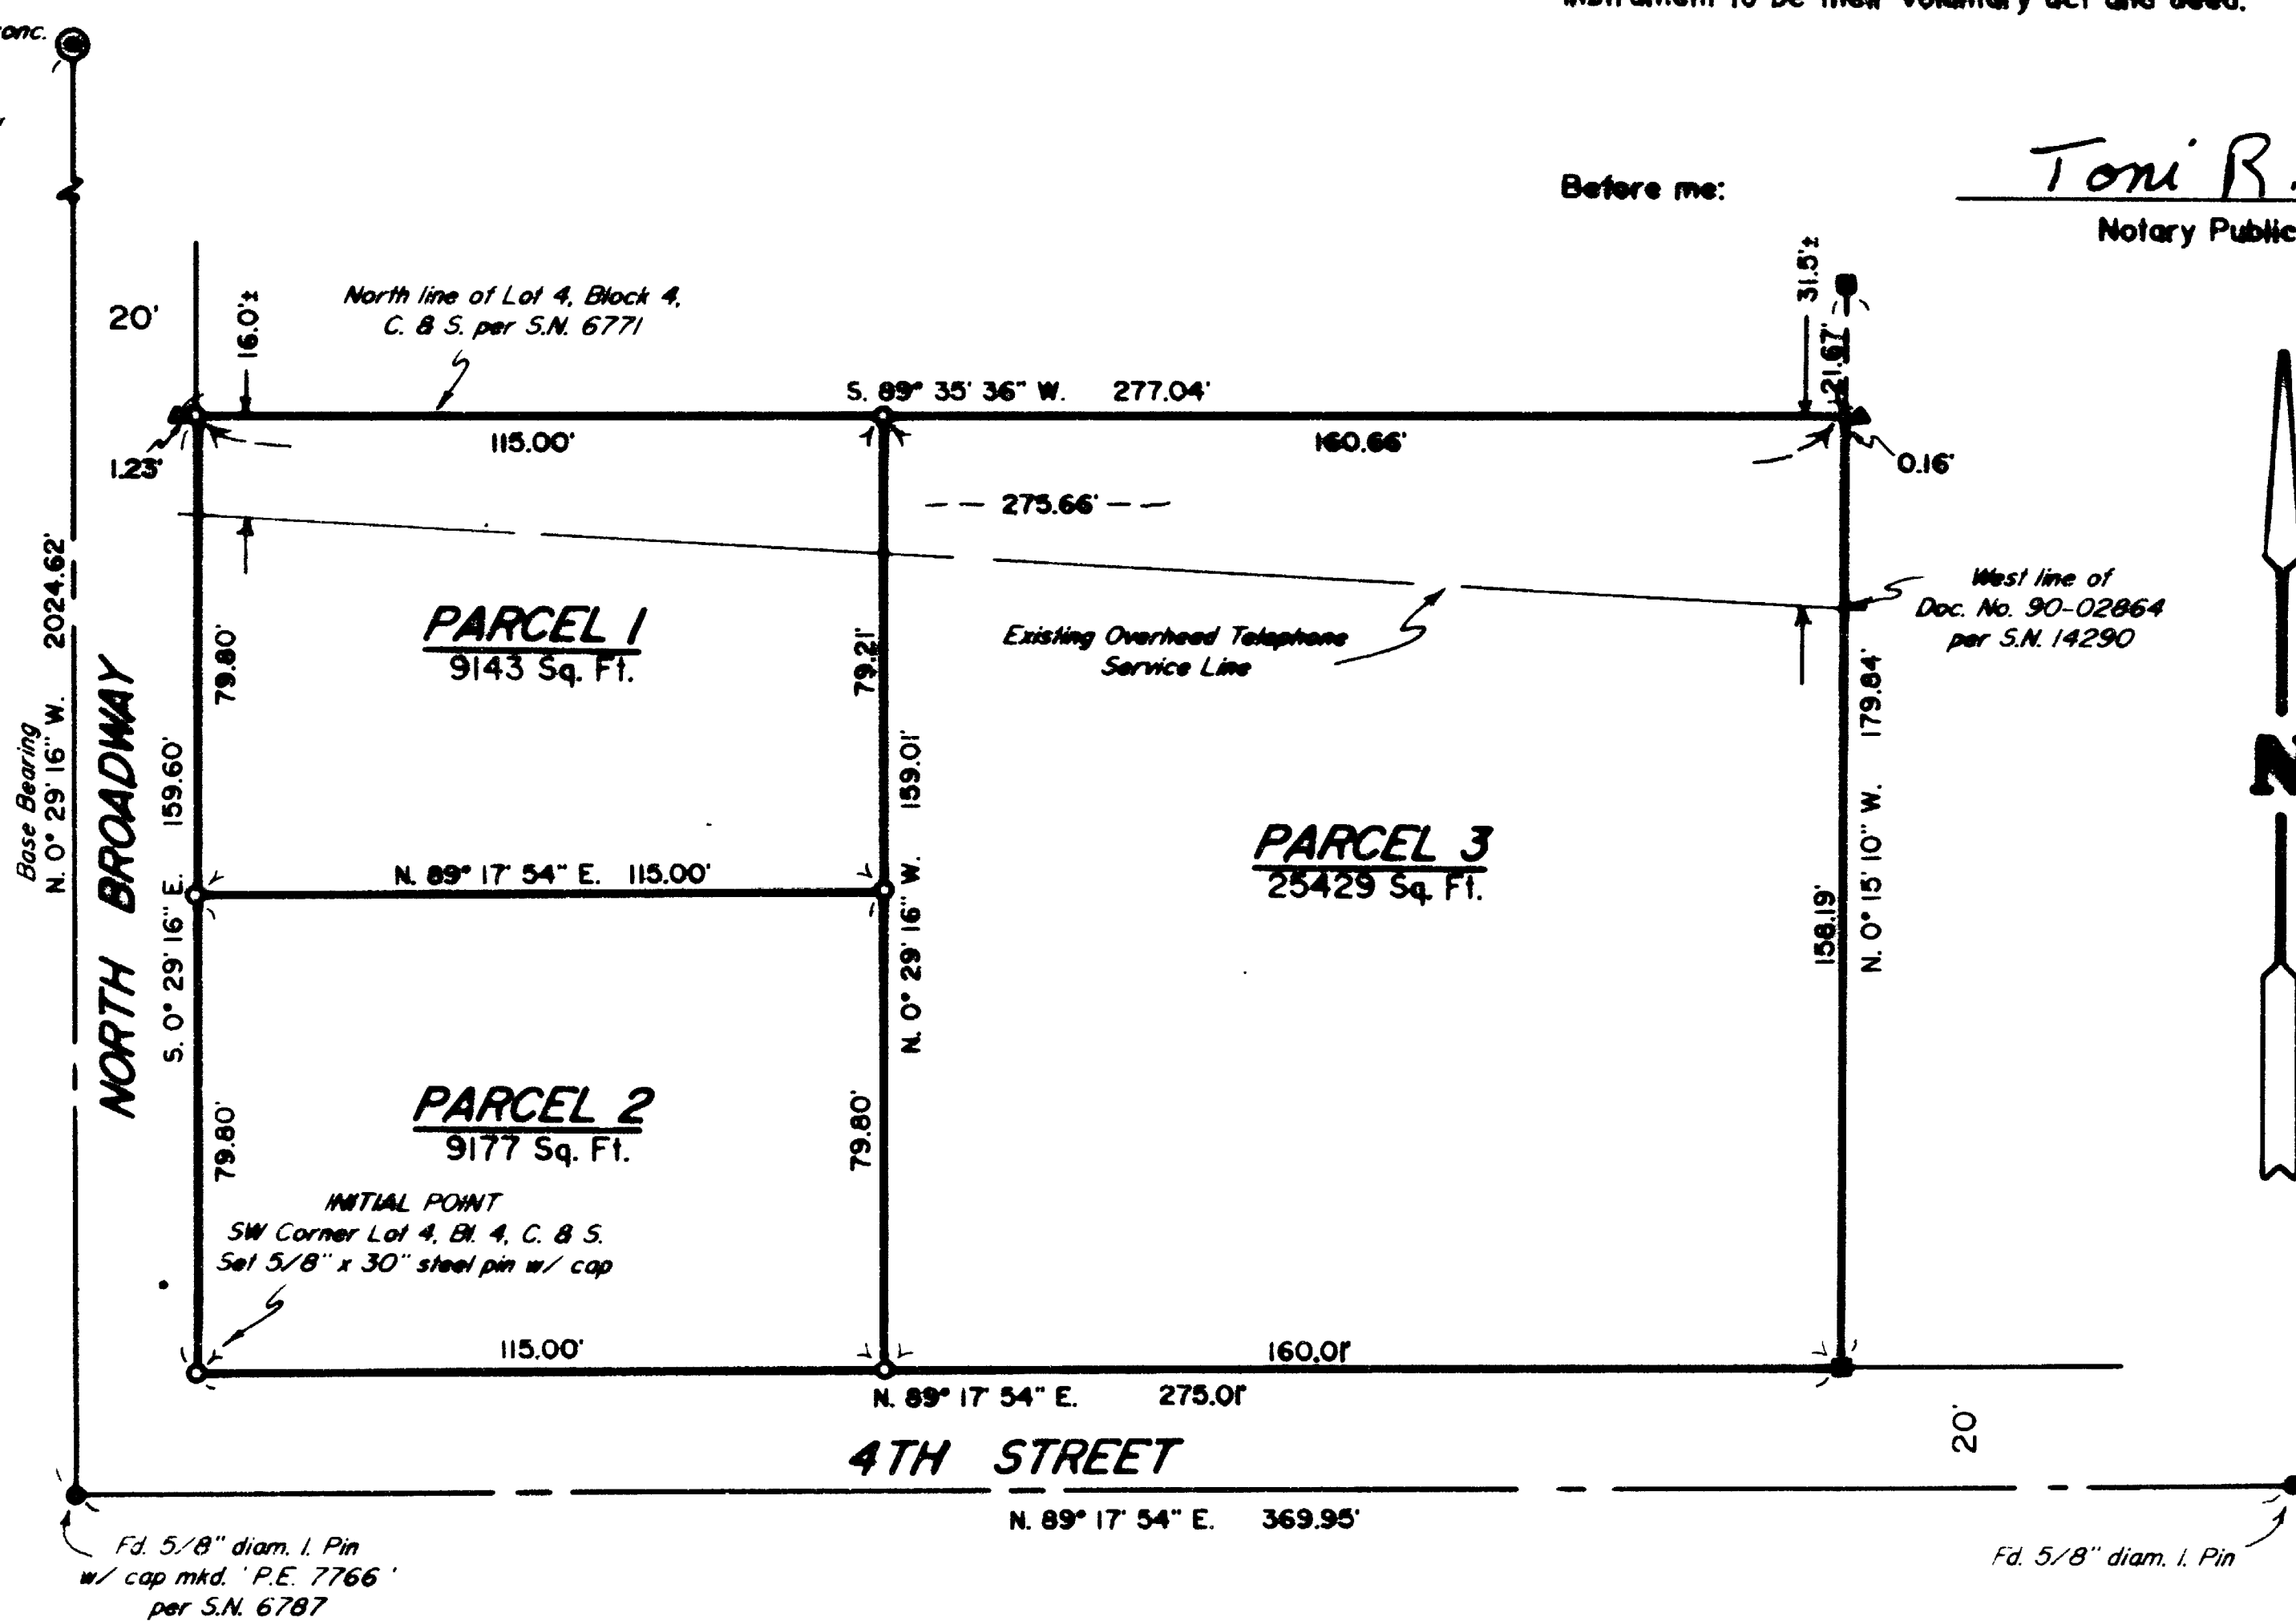 conc.
Before me:
Toni R.
Notary Public
20'
16.0'±
North line of Lot 4, Block 4,
C. & S. per S.N. 6771
31.5'±
21.67'
S. 89° 35' 36" W. 277.04'
115.00'
160.66'
1.23'
0.16'
275.66'
West line of
Doc. No. 90-02864
per S.N. 14290
PARCEL 1
9143 Sq. Ft.
Existing Overhead Telephone
Service Line
79.80'
79.21'
Base Bearing
N. 0° 29' 16" W. 2024.62'
NORTH BROADWAY
S. 0° 29' 16" E. 159.60'
N. 0° 29' 16" W. 159.01'
N. 0° 15' 10" W. 179.84'
158.19'
N
PARCEL 3
25429 Sq. Ft.
N. 89° 17' 54" E. 115.00'
PARCEL 2
9177 Sq. Ft.
79.80'
79.80'
INITIAL POINT
SW Corner Lot 4, Bl. 4, C. & S.
Set 5/8" x 30" steel pin w/ cap
115.00'
160.01'
N. 89° 17' 54" E. 275.01'
20'
4TH STREET
N. 89° 17' 54" E. 369.95'
Fd. 5/8" diam. I. Pin
w/ cap mkd. 'P.E. 7766'
per S.N. 6787
Fd. 5/8" diam. I. Pin